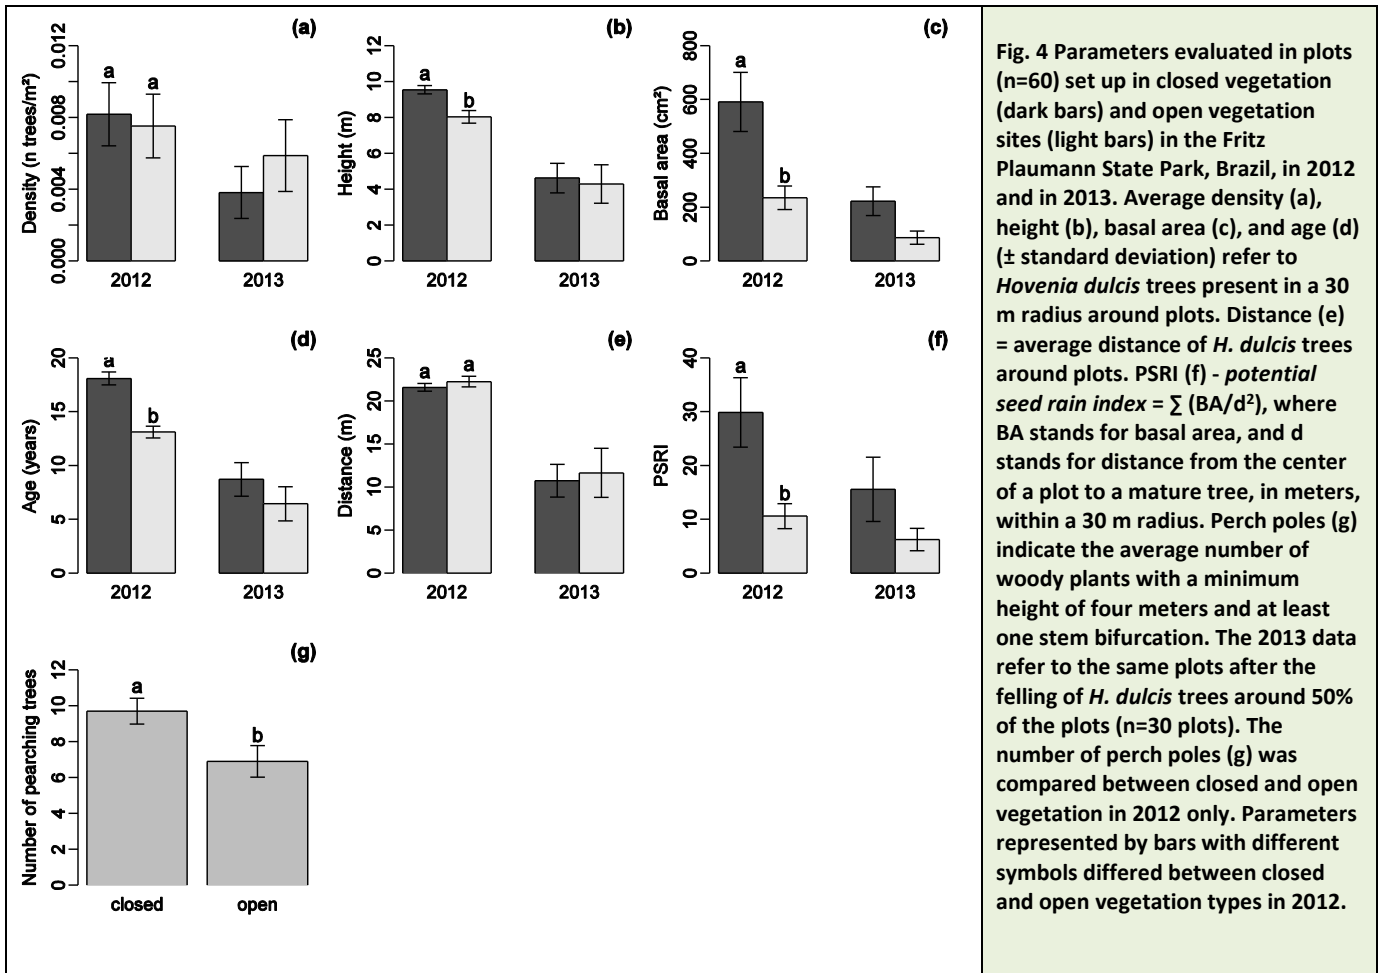 (a)
Density (n trees/m²)
0.012
0.008
0.004
0.000
a
a
2012
2013
(b)
Height (m)
12
10
8
6
4
2
0
a
b
2012
2013
(c)
Basal area (cm²)
800
600
400
200
0
a
b
2012
2013
(d)
Age (years)
20
15
10
5
0
a
b
2012
2013
(e)
Distance (m)
25
20
15
10
5
0
a
a
2012
2013
(f)
PSRI
40
30
20
10
0
a
b
2012
2013
(g)
Number of pearching trees
12
10
8
6
4
2
0
a
b
closed
open
Fig. 4 Parameters evaluated in plots
(n=60) set up in closed vegetation
(dark bars) and open vegetation
sites (light bars) in the Fritz
Plaumann State Park, Brazil, in 2012
and in 2013. Average density (a),
height (b), basal area (c), and age (d)
(± standard deviation) refer to
Hovenia dulcis trees present in a 30
m radius around plots. Distance (e)
= average distance of H. dulcis trees
around plots. PSRI (f) - potential
seed rain index = ∑ (BA/d²), where
BA stands for basal area, and d
stands for distance from the center
of a plot to a mature tree, in meters,
within a 30 m radius. Perch poles (g)
indicate the average number of
woody plants with a minimum
height of four meters and at least
one stem bifurcation. The 2013 data
refer to the same plots after the
felling of H. dulcis trees around 50%
of the plots (n=30 plots). The
number of perch poles (g) was
compared between closed and open
vegetation in 2012 only. Parameters
represented by bars with different
symbols differed between closed
and open vegetation types in 2012.